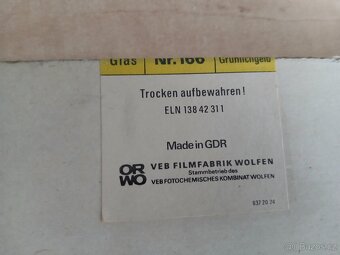 Glas Nr. 166 Grünlichgelb
Trocken aufbewahren!
ELN 138 42 311
Made in GDR
ORWO
VEB FILMFABRIK WOLFEN
Stammbetrieb des
VEB FOTOCHEMISCHES KOMBINAT WOLFEN
937 20 24